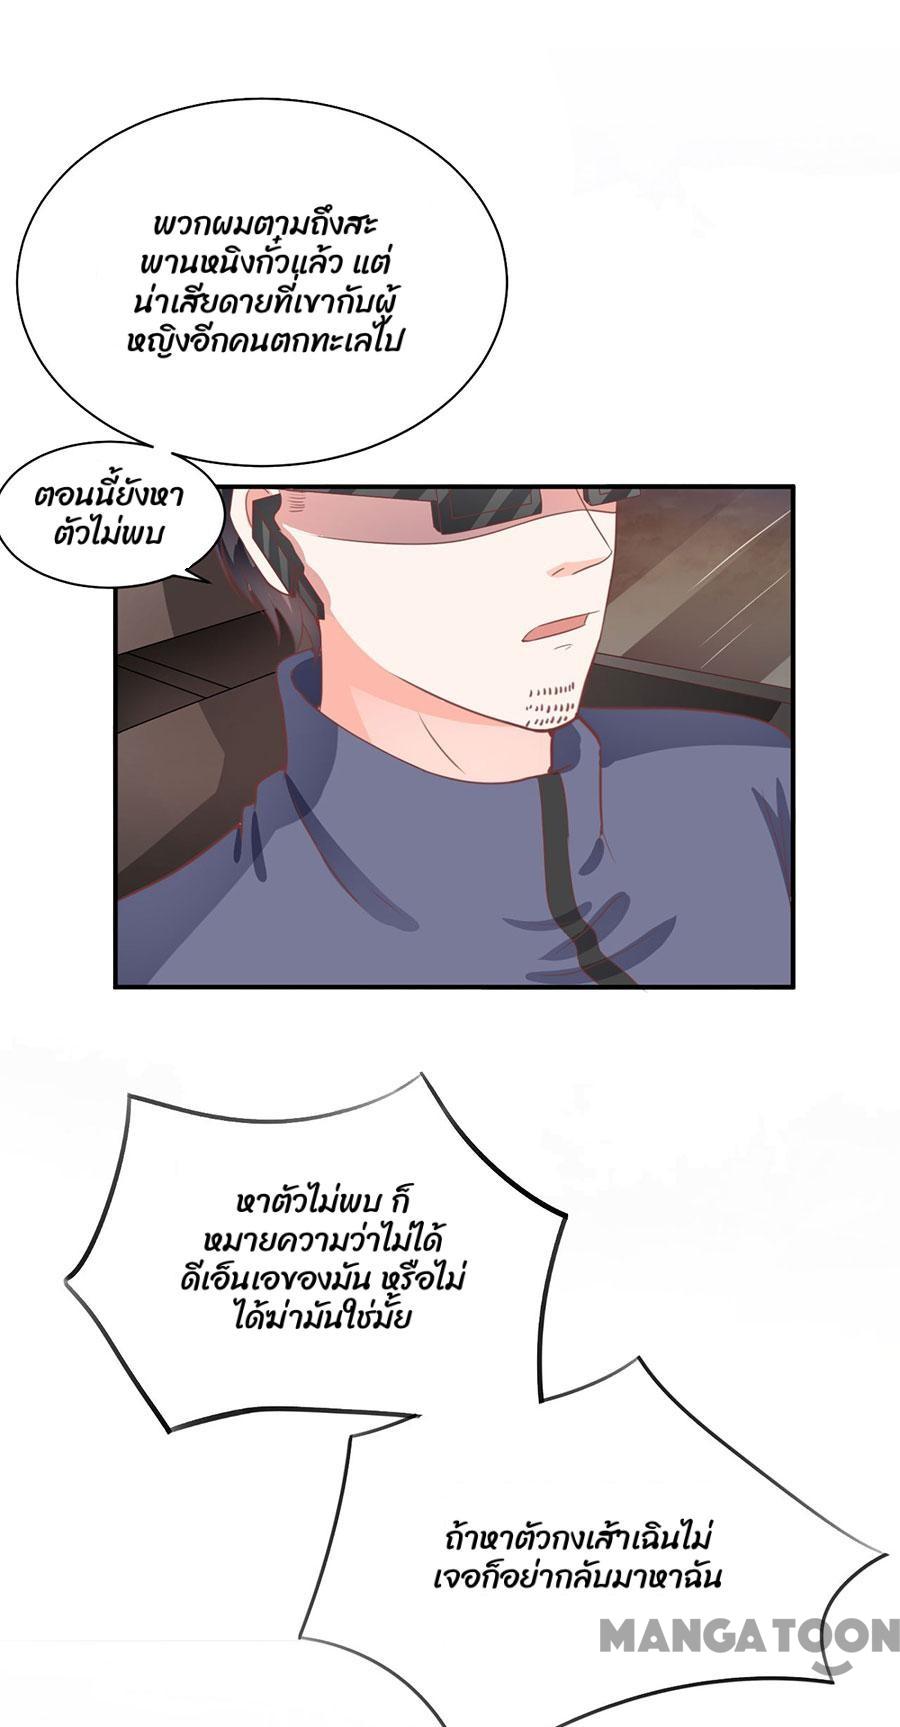 พวกผมตามถึงสะ
พานหนิงกั๋วแล้ว แต่
น่าเสียดายที่เขากับผู้
หญิงอีกคนตกทะเลไป
ตอนนี้ยังหา
ตัวไม่พบ
หาตัวไม่พบ ก็
หมายความว่าไม่ได้
ดีเอ็นเอของมัน หรือไม่
ได้ฆ่ามันใช่มั้ย
ถ้าหาตัวกงเส้าเฉินไม่
เจอก็อย่ากลับมาหาฉัน
MANGATOON